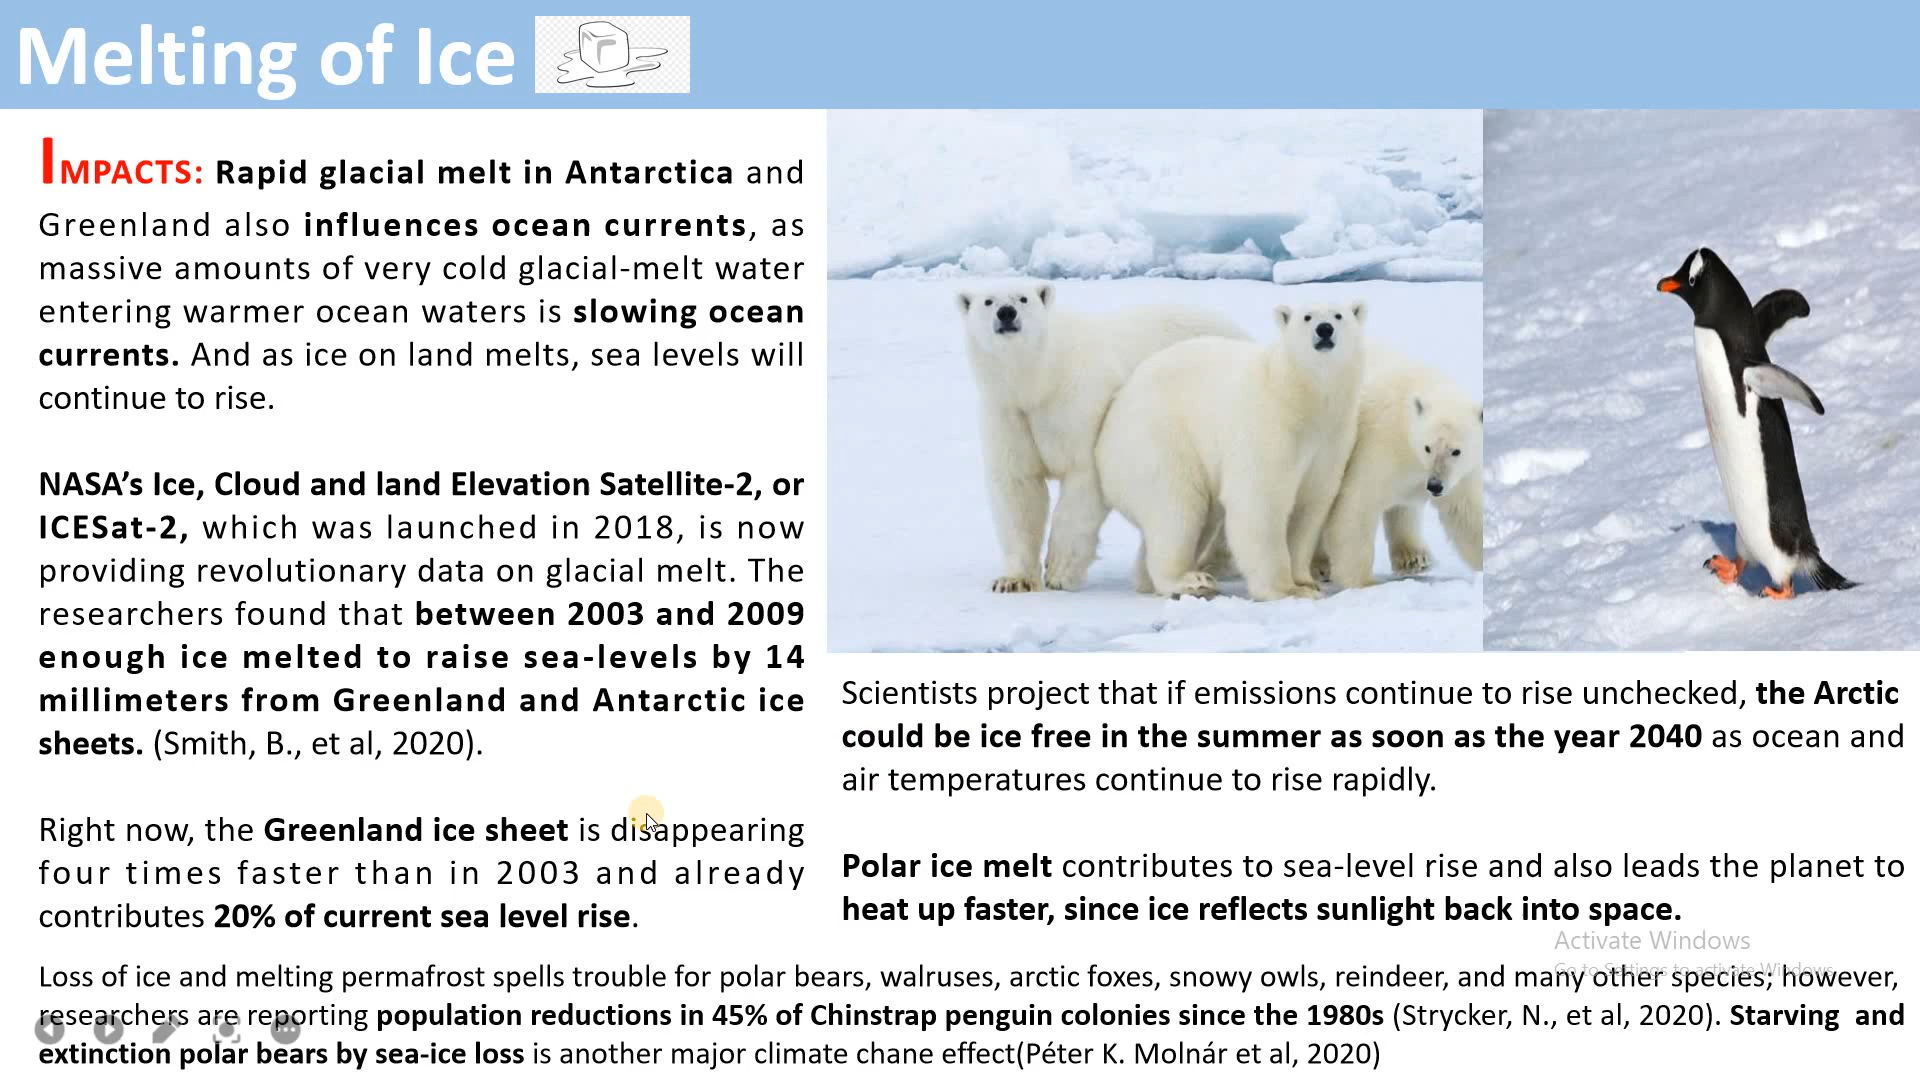 Melting of Ice
IMPACTS: Rapid glacial melt in Antarctica and
Greenland also influences ocean currents, as
massive amounts of very cold glacial-melt water
entering warmer ocean waters is slowing ocean
currents. And as ice on land melts, sea levels will
continue to rise.
NASA’s Ice, Cloud and land Elevation Satellite-2, or
ICESat-2, which was launched in 2018, is now
providing revolutionary data on glacial melt. The
researchers found that between 2003 and 2009
enough ice melted to raise sea-levels by 14
millimeters from Greenland and Antarctic ice
sheets. (Smith, B., et al, 2020).
Right now, the Greenland ice sheet is disappearing
four times faster than in 2003 and already
contributes 20% of current sea level rise.
Scientists project that if emissions continue to rise unchecked, the Arctic
could be ice free in the summer as soon as the year 2040 as ocean and
air temperatures continue to rise rapidly.
Polar ice melt contributes to sea-level rise and also leads the planet to
heat up faster, since ice reflects sunlight back into space.
Activate Windows
Go to Settings to activate Windows.
Loss of ice and melting permafrost spells trouble for polar bears, walruses, arctic foxes, snowy owls, reindeer, and many other species; however,
researchers are reporting population reductions in 45% of Chinstrap penguin colonies since the 1980s (Strycker, N., et al, 2020). Starving and
extinction polar bears by sea-ice loss is another major climate chane effect(Péter K. Molnár et al, 2020)